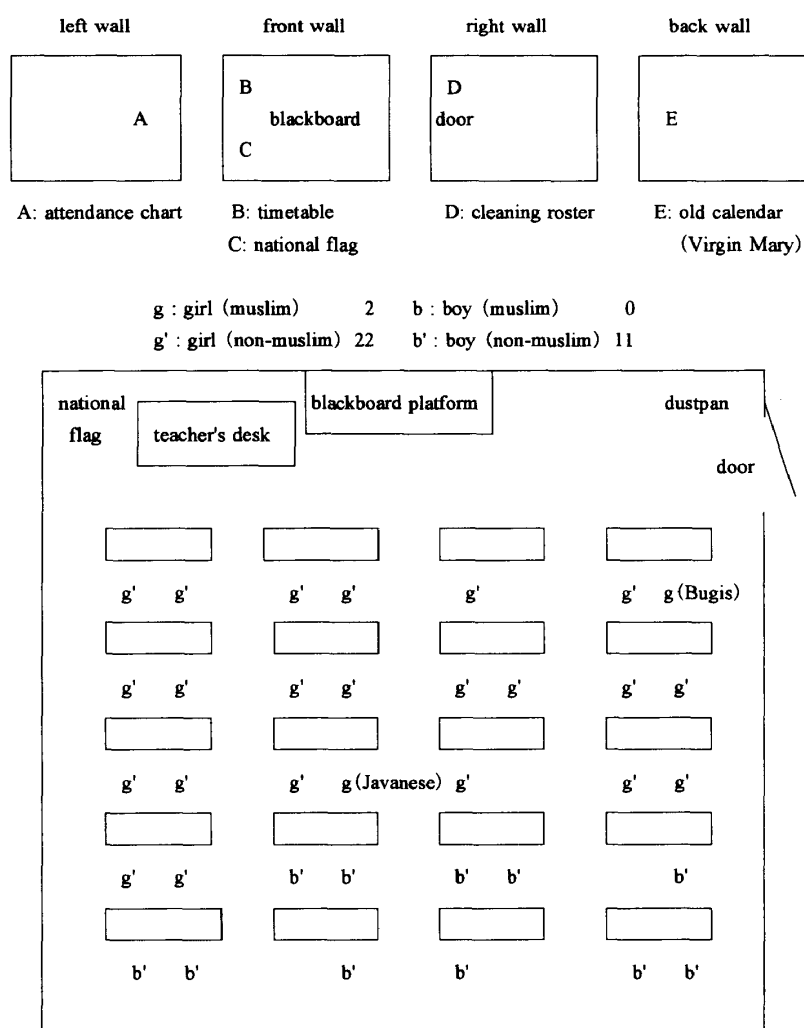 left wall front wall right wall back wall
B D
A blackboard door E
C
A: attendance chart B: timetable D: cleaning roster E: old calendar
C: national flag (Virgin Mary)
g : girl (muslim) 2 b : boy (muslim) 0
g' : girl (non-muslim) 22 b' : boy (non-muslim) 11
national blackboard platform dustpan
flag teacher's desk
door
g' g' g' g' g' g' g (Bugis)
g' g' g' g' g' g' g' g'
g' g' g' g (Javanese) g' g' g'
g' g' b' b' b' b' b'
b' b' b' b' b' b'